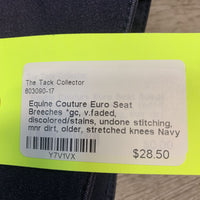 The Tack Collector
603080-17
Equine Couture Euro Seat
Breeches *gc, v.faded,
discolored/stains, undone stitching,
mnr dirt, older, stretched knees Navy
Y7V1VX
$28.50